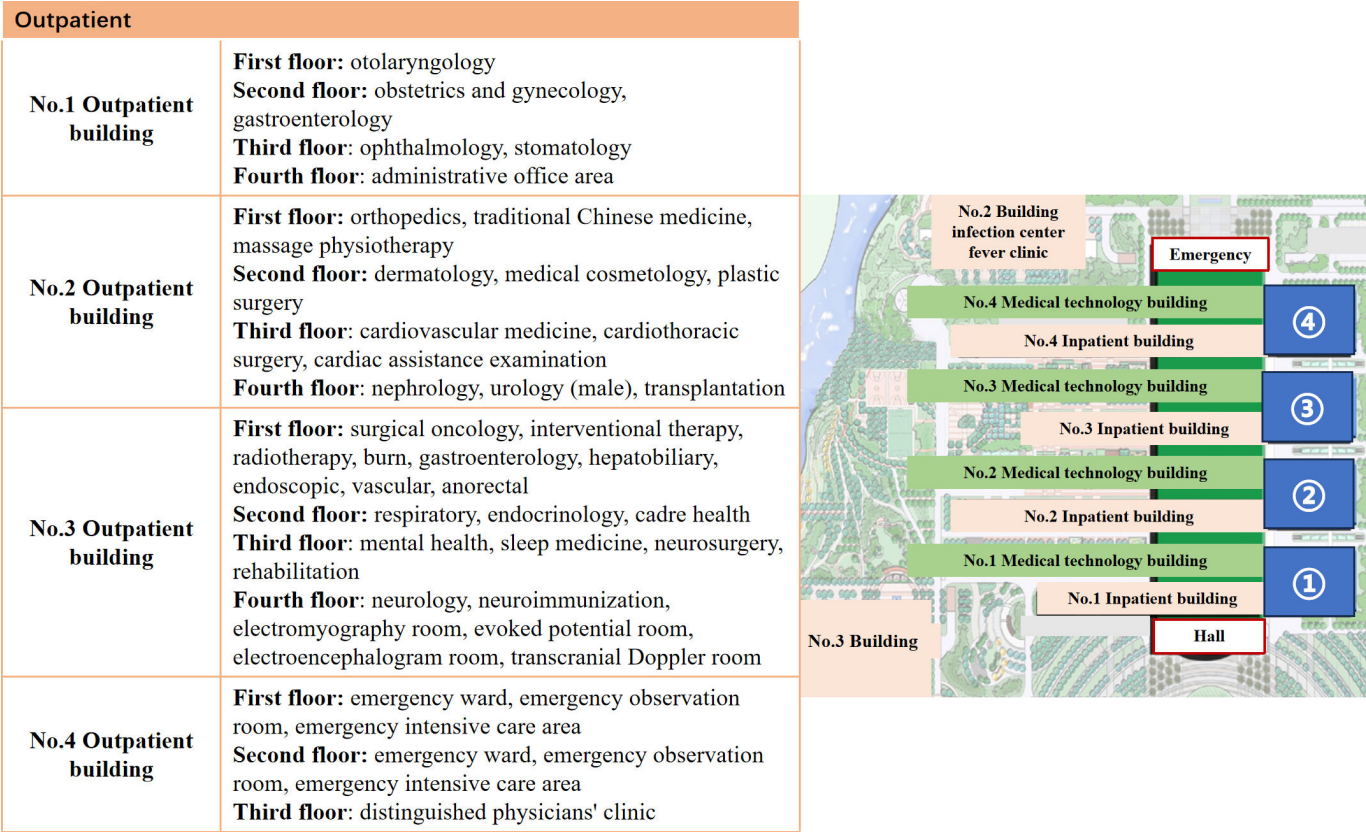 Outpatient
No.1 Outpatient
building
First floor: otolaryngology
Second floor: obstetrics and gynecology,
gastroenterology
Third floor: ophthalmology, stomatology
Fourth floor: administrative office area
No.2 Outpatient
building
First floor: orthopedics, traditional Chinese medicine,
massage physiotherapy
Second floor: dermatology, medical cosmetology, plastic
surgery
Third floor: cardiovascular medicine, cardiothoracic
surgery, cardiac assistance examination
Fourth floor: nephrology, urology (male), transplantation
No.3 Outpatient
building
First floor: surgical oncology, interventional therapy,
radiotherapy, burn, gastroenterology, hepatobiliary,
endoscopic, vascular, anorectal
Second floor: respiratory, endocrinology, cadre health
Third floor: mental health, sleep medicine, neurosurgery,
rehabilitation
Fourth floor: neurology, neuroimmunization,
electromyography room, evoked potential room,
electroencephalogram room, transcranial Doppler room
No.4 Outpatient
building
First floor: emergency ward, emergency observation
room, emergency intensive care area
Second floor: emergency ward, emergency observation
room, emergency intensive care area
Third floor: distinguished physicians' clinic
No.2 Building
infection center
fever clinic
Emergency
No.4 Medical technology building
④
No.4 Inpatient building
No.3 Medical technology building
③
No.3 Inpatient building
No.2 Medical technology building
②
No.2 Inpatient building
No.1 Medical technology building
①
No.1 Inpatient building
Hall
No.3 Building